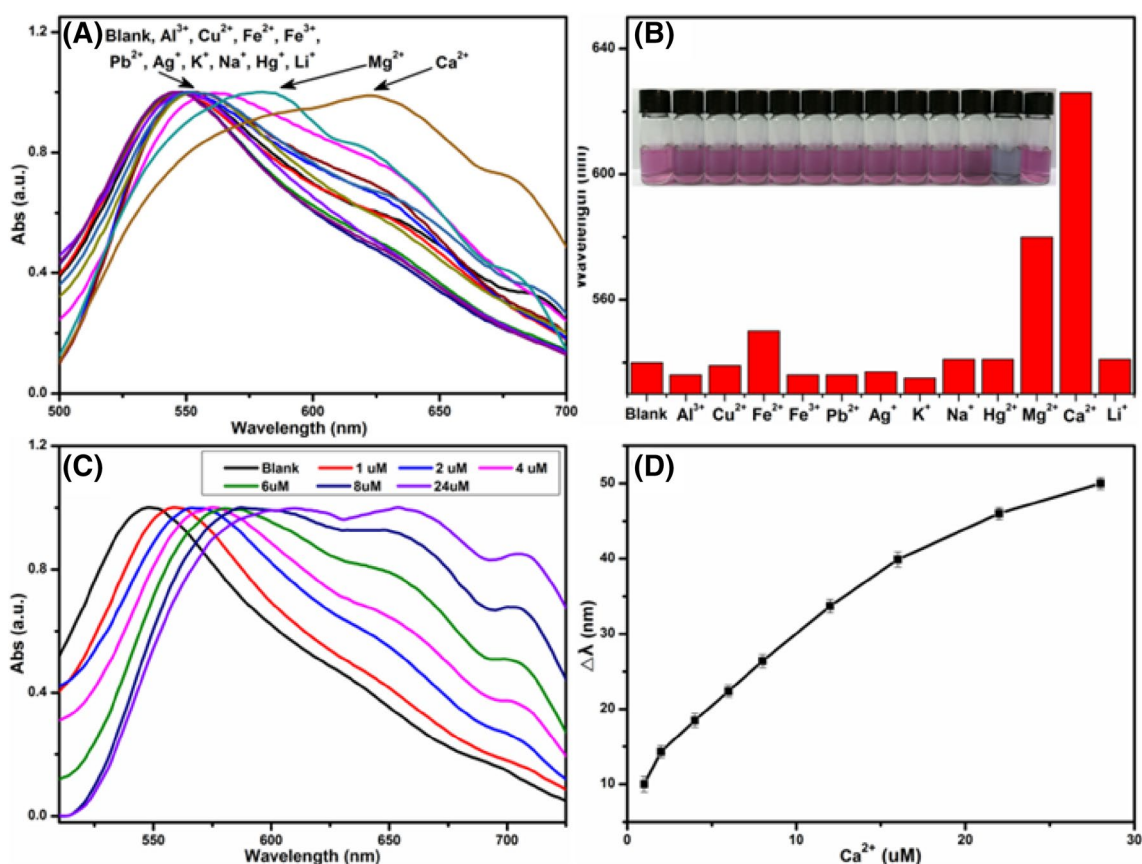 (A)
Blank, Al³⁺, Cu²⁺, Fe²⁺, Fe³⁺,
Pb²⁺, Ag⁺, K⁺, Na⁺, Hg⁺, Li⁺
Mg²⁺
Ca²⁺
1.2
0.8
0.4
0.0
Abs (a.u.)
500 550 600 650 700
Wavelength (nm)
(B)
640
600
560
Wavelength (nm)
Blank Al³⁺ Cu²⁺ Fe²⁺ Fe³⁺ Pb²⁺ Ag⁺ K⁺ Na⁺ Hg²⁺ Mg²⁺ Ca²⁺ Li⁺
(C)
Blank 1 uM 2 uM 4 uM
6uM 8uM 24uM
1.2
0.8
0.4
0.0
Abs (a.u.)
550 600 650 700
Wavelength (nm)
(D)
50
40
30
20
10
△λ (nm)
0 10 20 30
Ca²⁺ (uM)